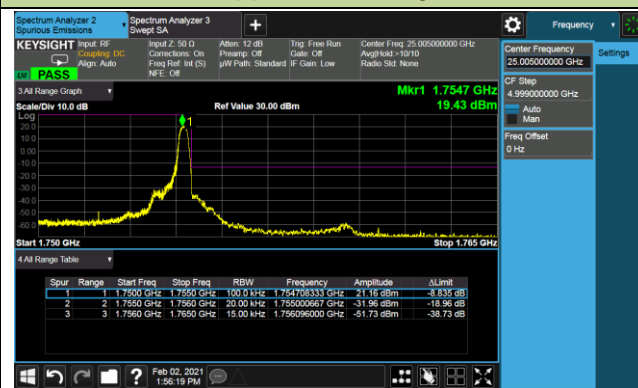 Spectrum Analyzer 2
Spurious Emissions
Spectrum Analyzer 3
Swept SA
+
Frequency
KEYSIGHT Input: RF
Coupling: DC
Align: Auto
Input Z: 50 Ω
Corrections: On
Freq Ref: Int (S)
NFE: Off
Atten: 12 dB
Preamp: Off
µW Path: Standard
Trig: Free Run
Gate: Off
IF Gain: Low
Center Freq: 25.005000000 GHz
Avg|Hold:>10/10
Radio Std: None
PASS
Center Frequency
25.005000000 GHz
Settings
CF Step
4.999000000 GHz
Auto
Man
Freq Offset
0 Hz
3 All Range Graph
Mkr1 1.7547 GHz
Scale/Div 10.0 dB
Ref Value 30.00 dBm
19.43 dBm
Log
20.0
10.0
0.00
-10.0
-20.0
-30.0
-40.0
-50.0
-60.0
1
Start 1.750 GHz
Stop 1.765 GHz
4 All Range Table
Spur Range Start Freq Stop Freq RBW Frequency Amplitude ΔLimit
1 1 1.7500 GHz 1.7550 GHz 100.0 kHz 1.754708333 GHz 21.16 dBm -8.835 dB
2 2 1.7550 GHz 1.7560 GHz 20.00 kHz 1.755000667 GHz -31.96 dBm -18.96 dB
3 3 1.7560 GHz 1.7650 GHz 15.00 kHz 1.756096000 GHz -51.73 dBm -38.73 dB
?
Feb 02, 2021
1:56:19 PM